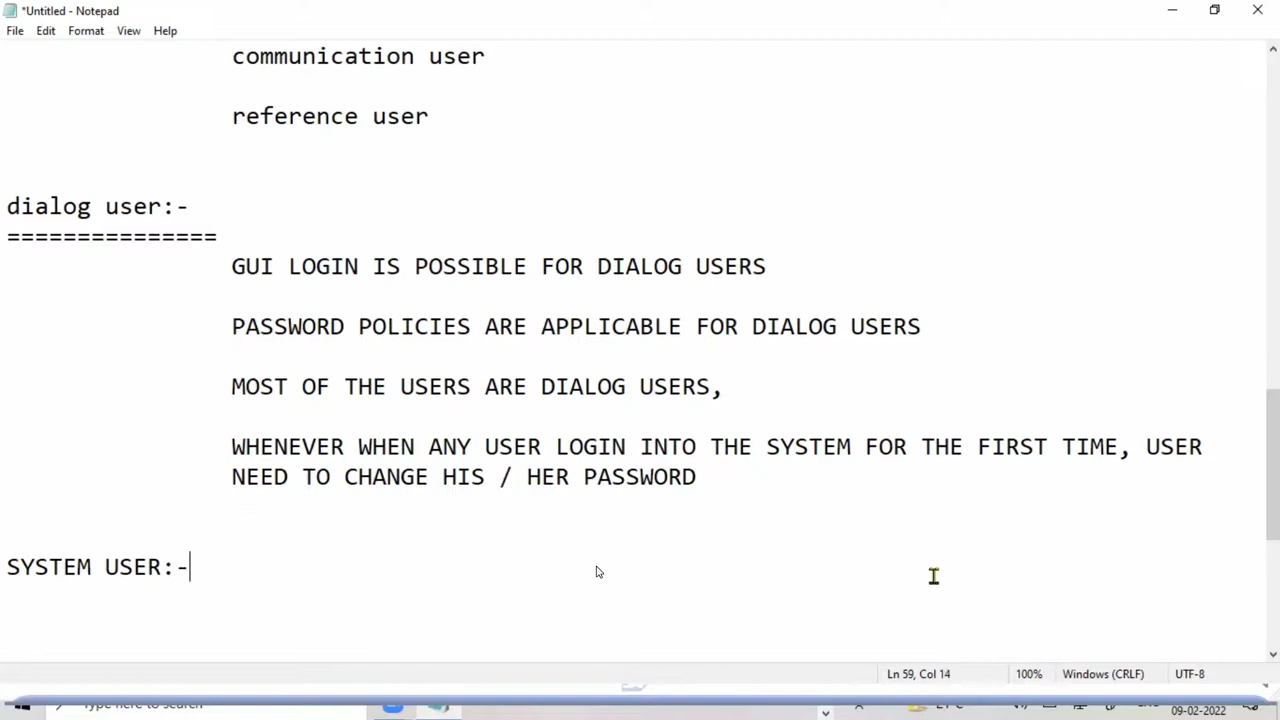 *Untitled - Notepad
File Edit Format View Help
communication user
reference user
dialog user:-
===============
GUI LOGIN IS POSSIBLE FOR DIALOG USERS
PASSWORD POLICIES ARE APPLICABLE FOR DIALOG USERS
MOST OF THE USERS ARE DIALOG USERS,
WHENEVER WHEN ANY USER LOGIN INTO THE SYSTEM FOR THE FIRST TIME, USER
NEED TO CHANGE HIS / HER PASSWORD
SYSTEM USER:-
Ln 59, Col 14 100% Windows (CRLF) UTF-8
Type here to search
09-02-2022